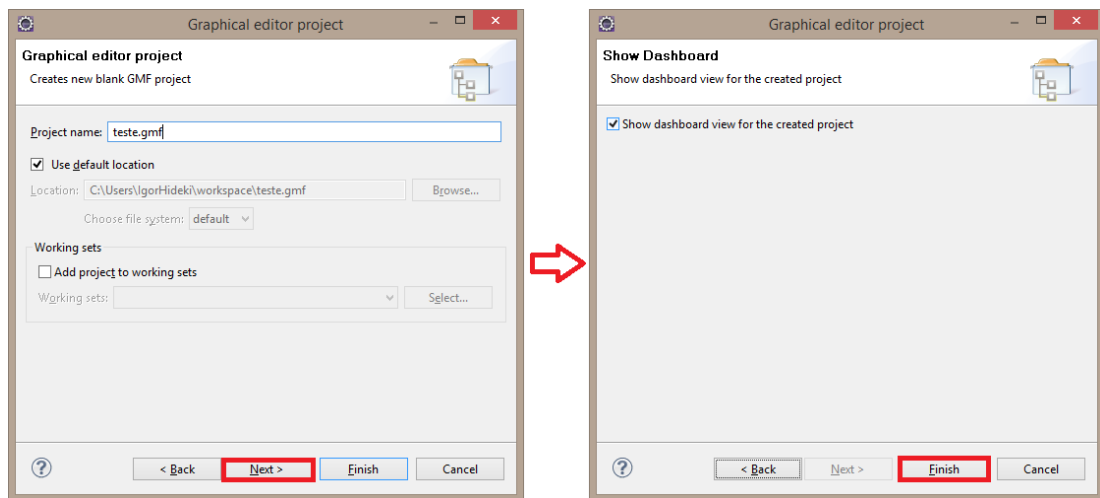 Graphical editor project
Graphical editor project
Creates new blank GMF project
Project name: teste.gmf
Use default location
Location: C:\Users\IgorHideki\workspace\teste.gmf Browse...
Choose file system: default
Working sets
Add project to working sets
Working sets: Select...
< Back Next > Finish Cancel
Graphical editor project
Show Dashboard
Show dashboard view for the created project
Show dashboard view for the created project
< Back Next > Finish Cancel